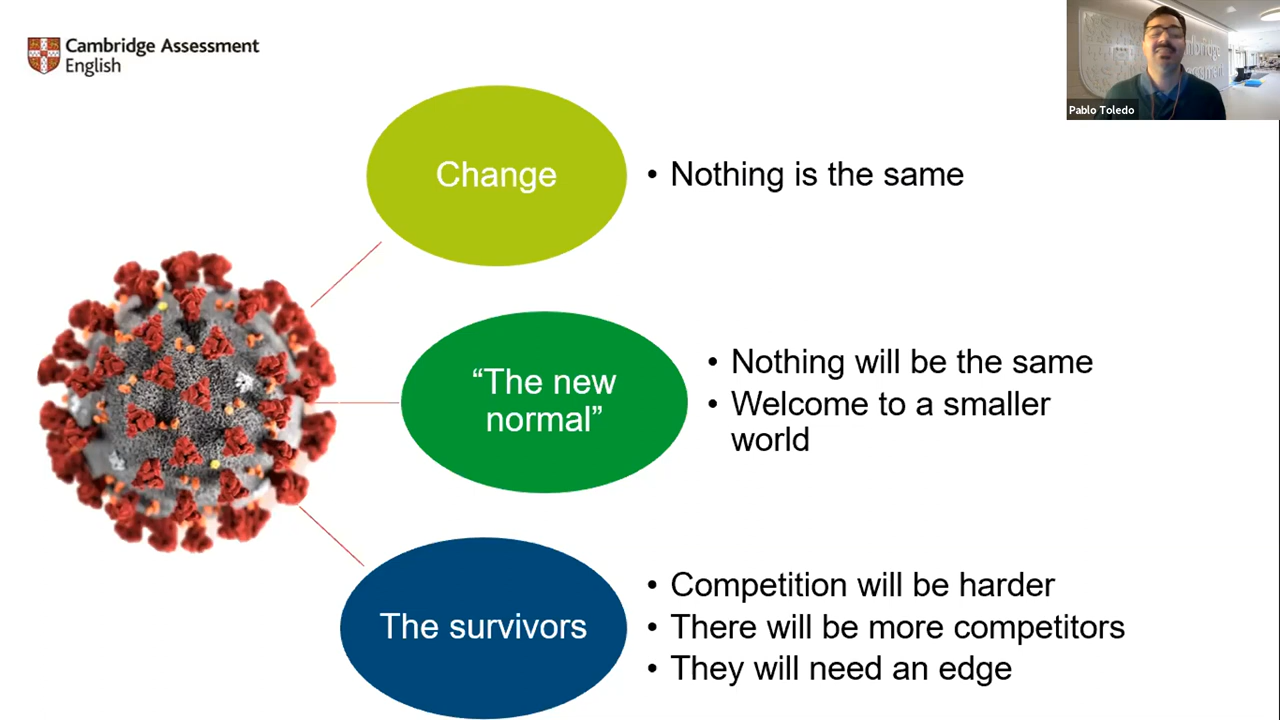 Cambridge Assessment
English
Pablo Toledo
Change
• Nothing is the same
“The new
normal”
• Nothing will be the same
• Welcome to a smaller
world
The survivors
• Competition will be harder
• There will be more competitors
• They will need an edge